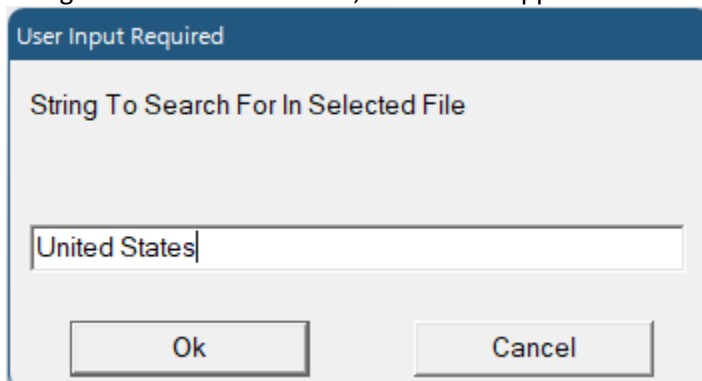 User Input Required
String To Search For In Selected File
United States
Ok
Cancel